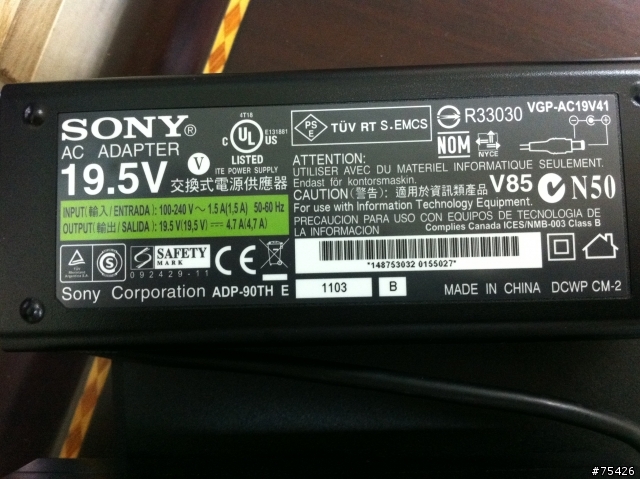 SONY®
AC ADAPTER
19.5V
V
交換式電源供應器
INPUT(輸入/ENTRADA): 100-240 V～ 1.5 A(1,5 A) 50-60 Hz
OUTPUT(輸出/SALIDA): 19.5 V(19,5 V) ⎓ 4.7 A(4,7 A)
4T18
C UL US
E131881
LISTED
ITE POWER SUPPLY
PSE TÜV RT S.EMCS
R33030
VGP-AC19V41
NOM
NYCE
ATTENTION:
UTILISER AVEC DU MATERIEL INFORMATIQUE SEULEMENT.
Endast för kontorsmaskin.
CAUTION (警告): 適用於資訊類產品
For use with Information Technology Equipment.
V85 N50
PRECAUCION PARA USO CON EQUIPOS DE TECNOLOGIA DE
LA INFORMACION
Complies Canada ICES/NMB-003 Class B
S
SAFETY
MARK
092429-11
CE
*148753032 0155027*
Sony Corporation ADP-90TH E
1103
B
MADE IN CHINA DCWP CM-2
#75426